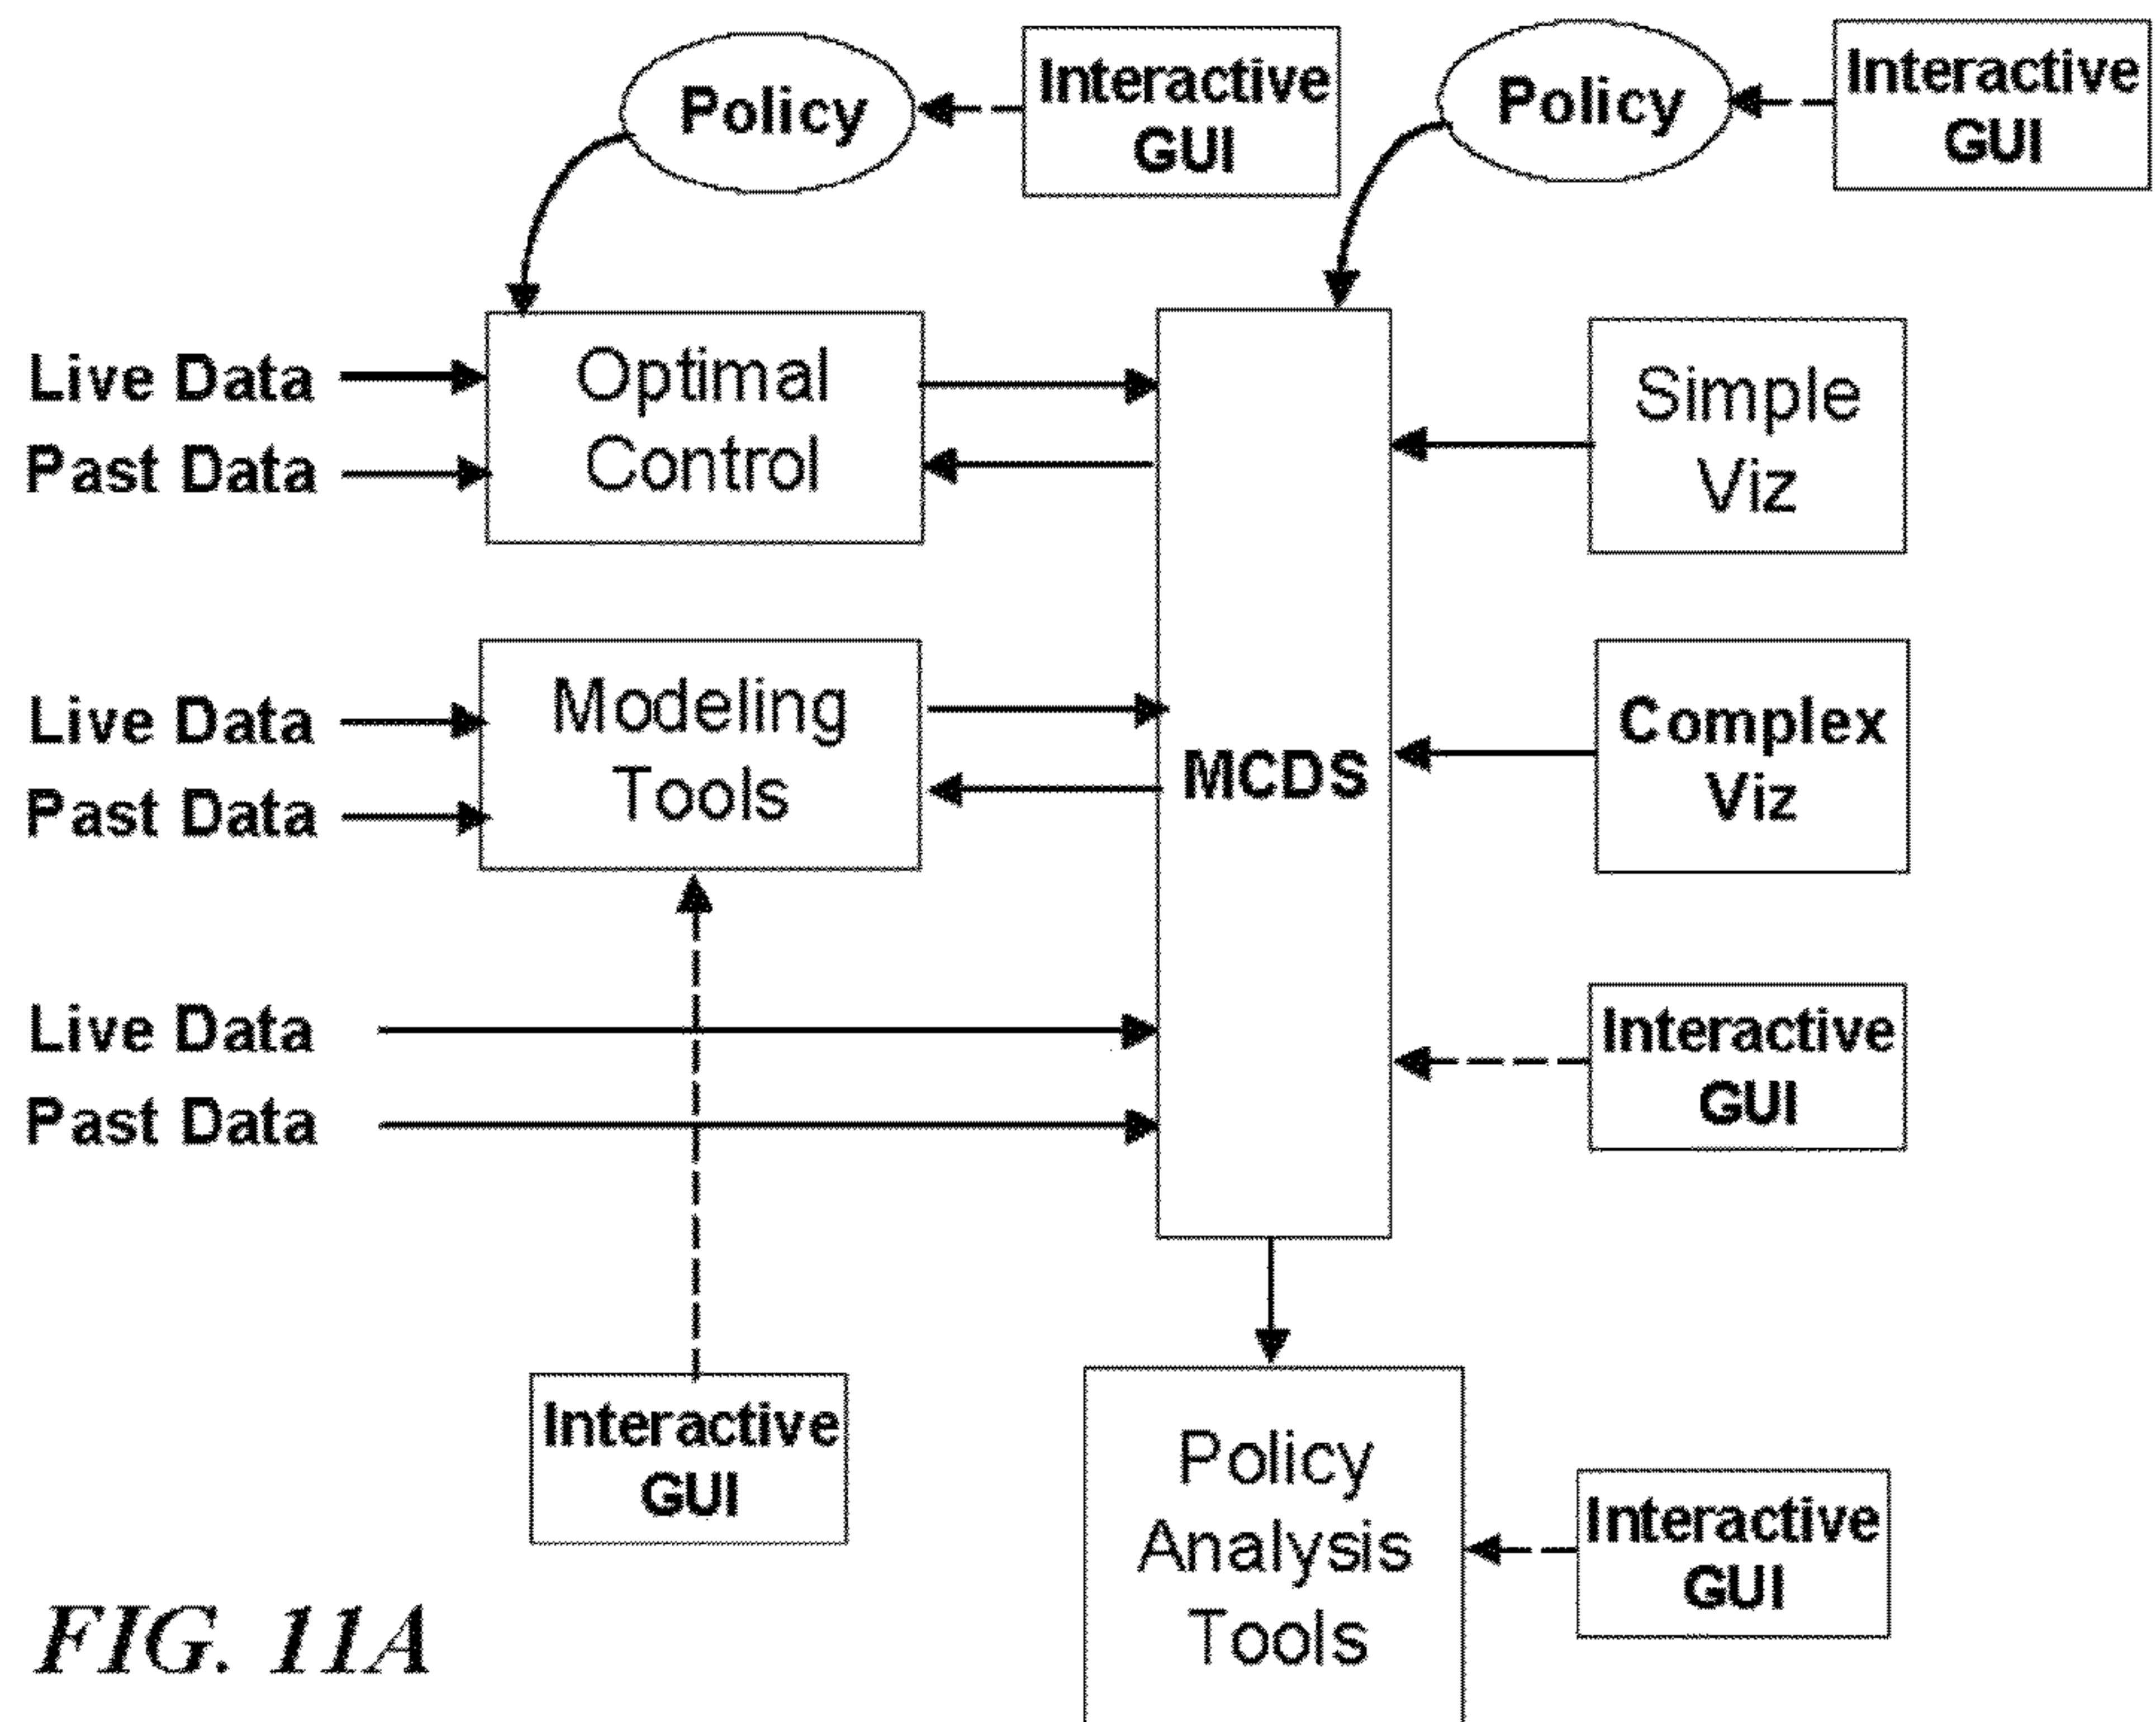 Policy
Interactive
GUI
Policy
Interactive
GUI
Live Data
Past Data
Optimal
Control
Simple
Viz
Live Data
Past Data
Modeling
Tools
MCDS
Complex
Viz
Live Data
Past Data
Interactive
GUI
Interactive
GUI
Policy
Analysis
Tools
Interactive
GUI
FIG. 11A